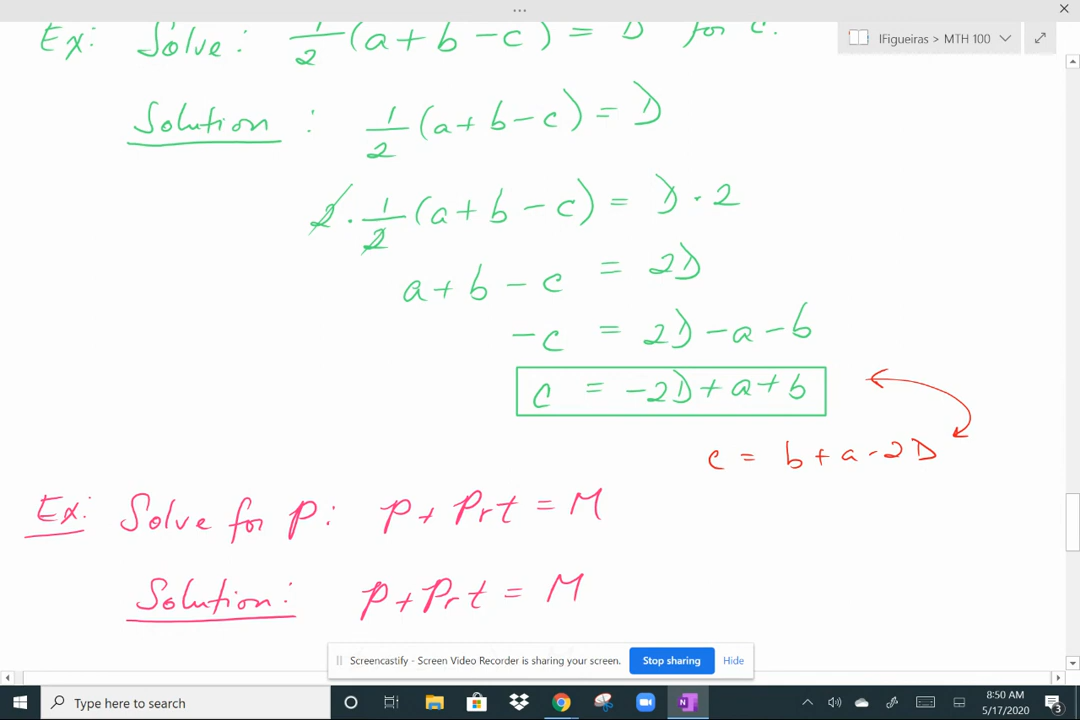 Ex: Solve: 1/2 (a+b-c) = D for c.
IFigueiras > MTH 100
Solution: 1/2 (a+b-c) = D
2 · 1/2 (a+b-c) = D · 2
a+b-c = 2D
-c = 2D-a-b
c = -2D+a+b
c = b+a-2D
Ex: Solve for p: p+Prt = M
Solution: p+Prt = M
Screencastify - Screen Video Recorder is sharing your screen. Stop sharing Hide
Type here to search
8:50 AM
5/17/2020
3